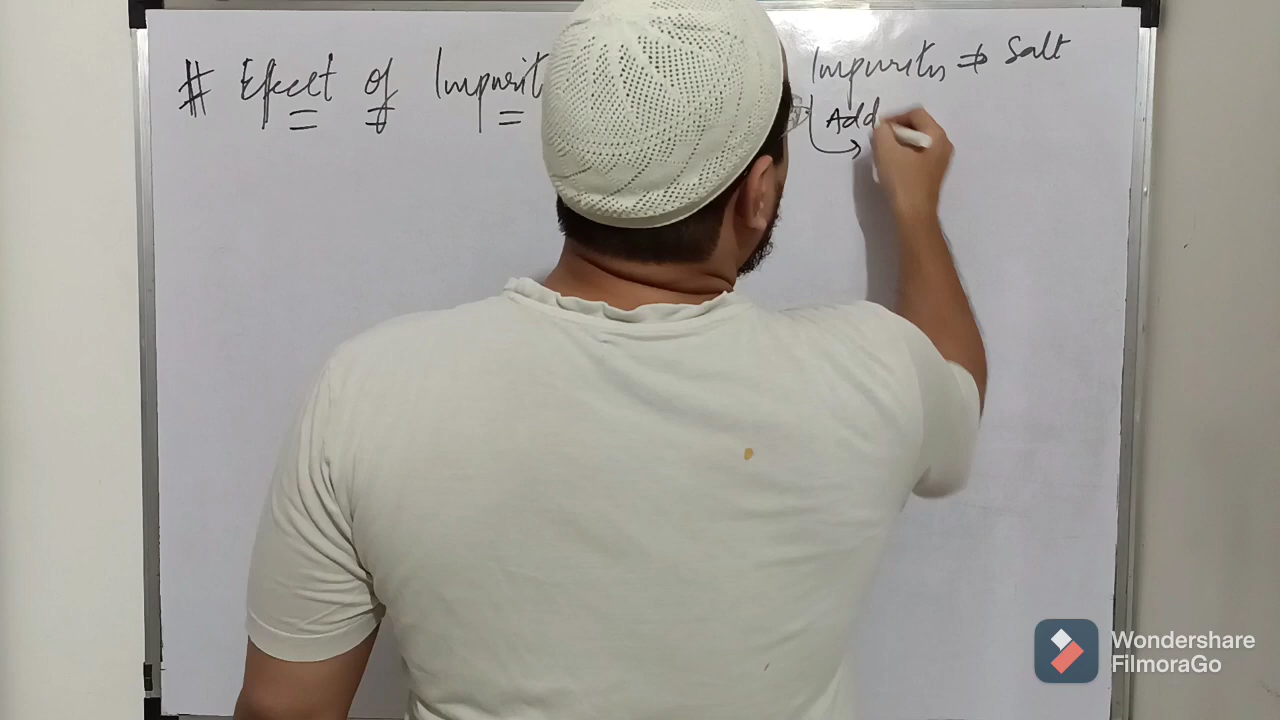 # Effect of Impurit
Impurity ⇒ Salt
Add
Wondershare
FilmoraGo